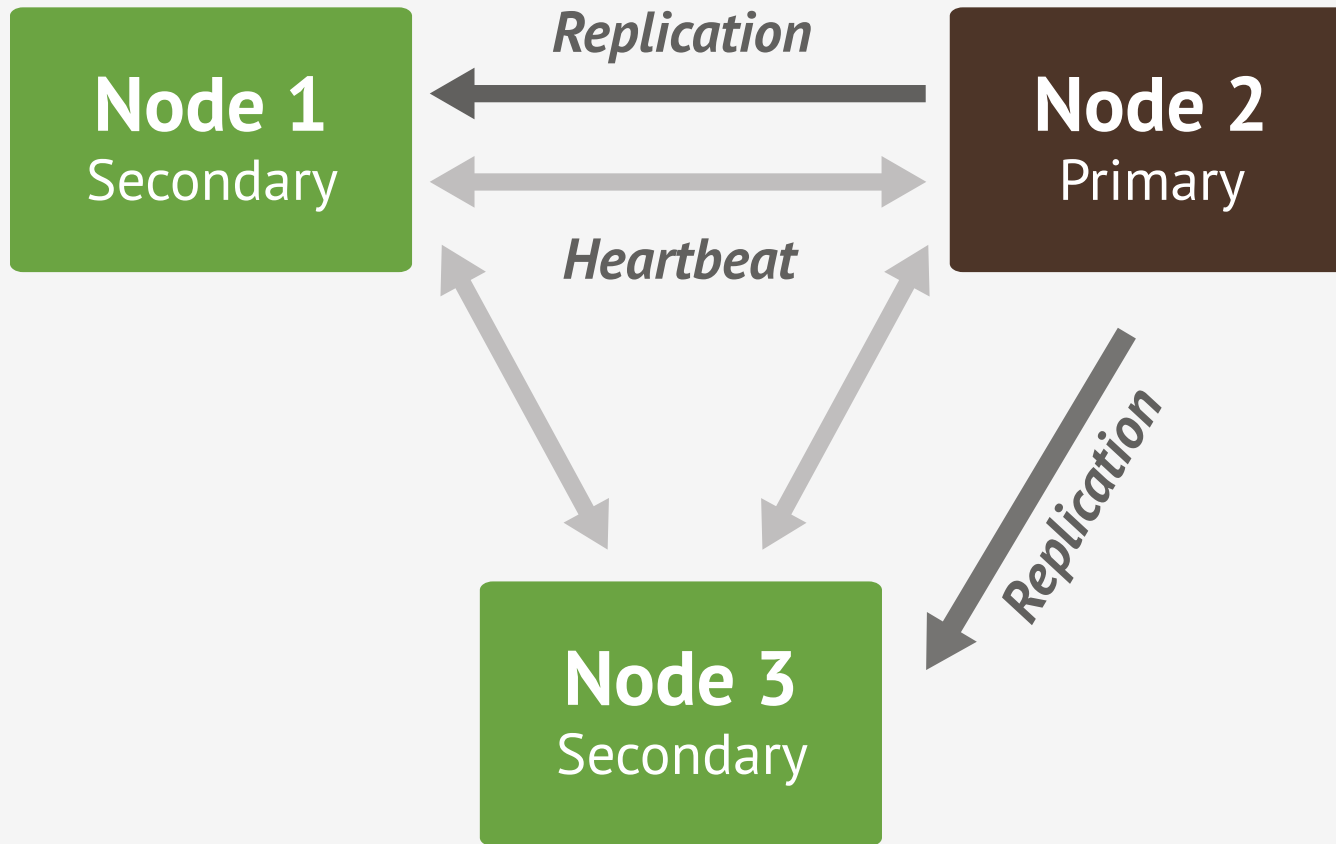 Replication
Node 1
Secondary
Node 2
Primary
Heartbeat
Replication
Node 3
Secondary